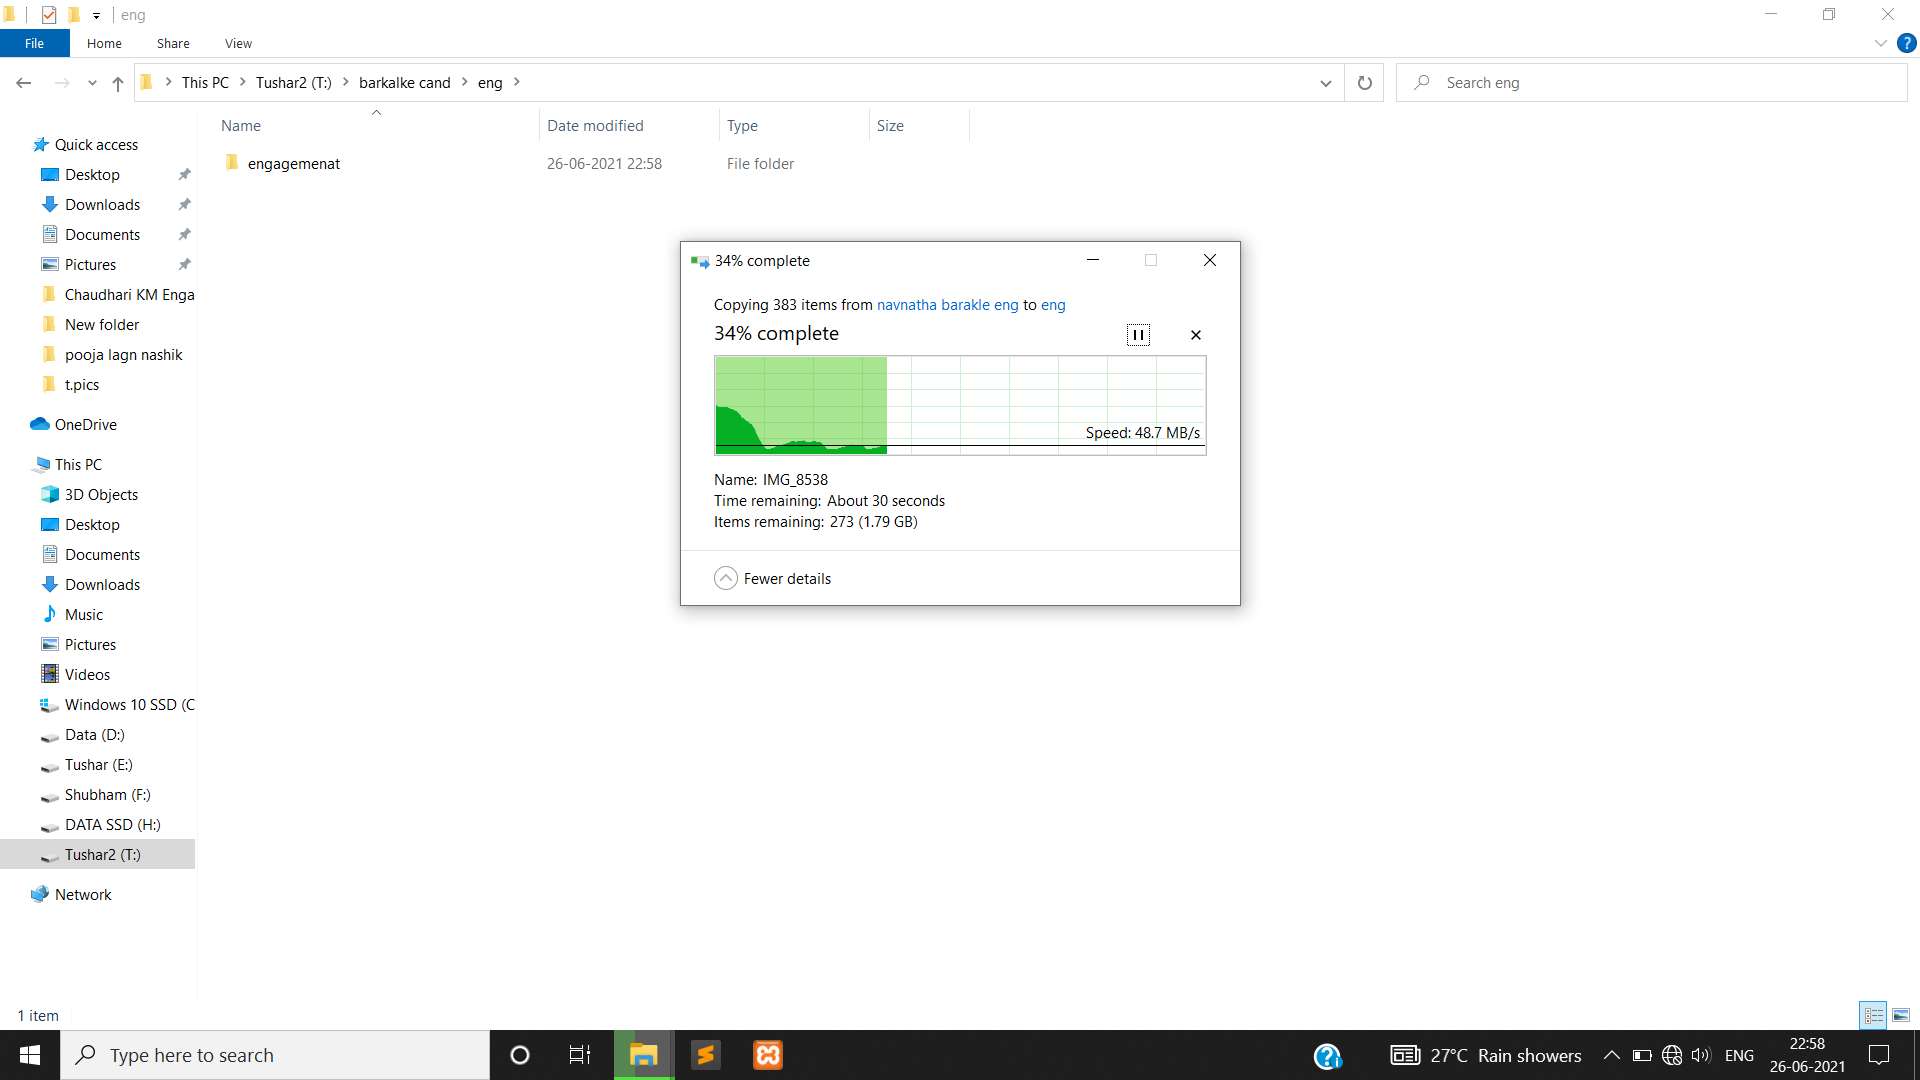 eng
File Home Share View
This PC Tushar2 (T:) barkalke cand eng
Search eng
Name Date modified Type Size
engagemenat 26-06-2021 22:58 File folder
Quick access
Desktop
Downloads
Documents
Pictures
Chaudhari KM Enga
New folder
pooja lagn nashik
t.pics
OneDrive
This PC
3D Objects
Desktop
Documents
Downloads
Music
Pictures
Videos
Windows 10 SSD (C
Data (D:)
Tushar (E:)
Shubham (F:)
DATA SSD (H:)
Tushar2 (T:)
Network
34% complete
Copying 383 items from navnatha barakle eng to eng
34% complete
Speed: 48.7 MB/s
Name: IMG_8538
Time remaining: About 30 seconds
Items remaining: 273 (1.79 GB)
Fewer details
1 item
Type here to search
27°C Rain showers
ENG
22:58
26-06-2021